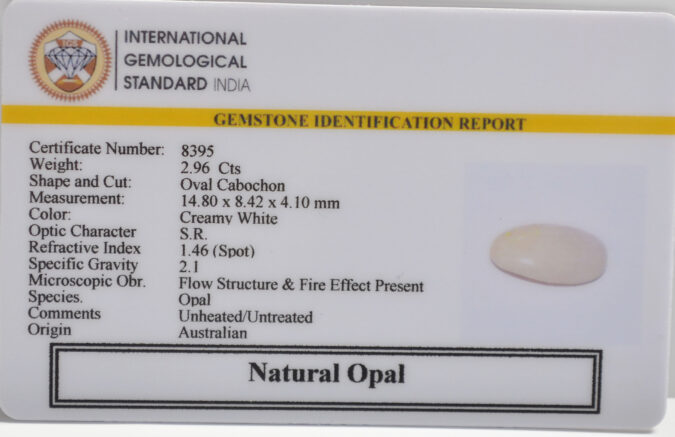 IGS
INTERNATIONAL
GEMOLOGICAL
STANDARD INDIA
GEMSTONE IDENTIFICATION REPORT
Certificate Number: 8395
Weight: 2.96 Cts
Shape and Cut: Oval Cabochon
Measurement: 14.80 x 8.42 x 4.10 mm
Color: Creamy White
Optic Character S.R.
Refractive Index 1.46 (Spot)
Specific Gravity 2.1
Microscopic Obr. Flow Structure & Fire Effect Present
Species. Opal
Comments Unheated/Untreated
Origin Australian
Natural Opal